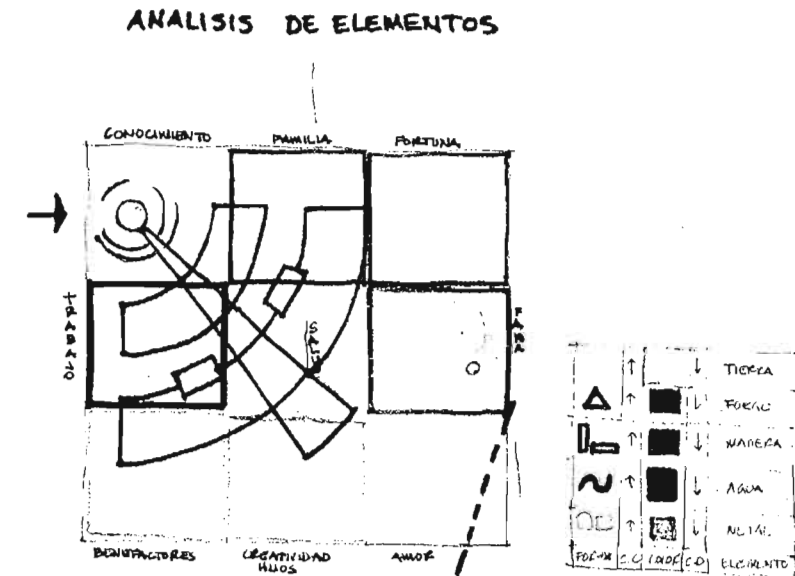 ANALISIS DE ELEMENTOS
CONOCIMIENTO
FAMILIA
FORTUNA
TRABAJO
SALUD
FAMA
BENEFACTORES
CREATIVIDAD
HIJOS
AMOR
TIERRA
FUEGO
MADERA
AGUA
METAL
FORMA C.C COLOR C.D ELEMENTO